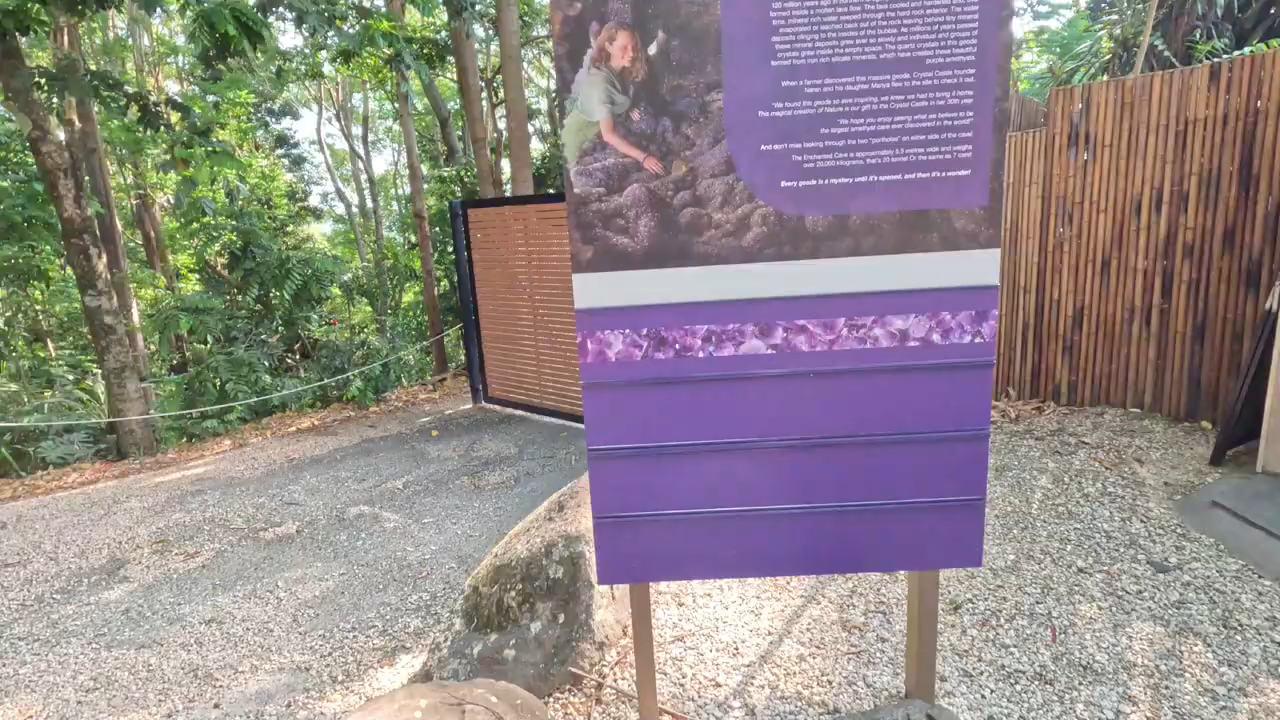 120 million years ago in northern
formed inside a molten lava flow. The lava cooled and hardened and, over
time, mineral rich water seeped through the hard rock exterior. The water
evaporated or leached back out of the rock leaving behind tiny mineral
deposits clinging to the insides of the bubble. As millions of years passed
these mineral deposits grew ever so slowly and individual and groups of
crystals grew inside the empty space. The quartz crystals in this geode
formed from iron rich silicate minerals, which have created these beautiful
purple amethysts.
When a farmer discovered this massive geode, Crystal Castle founder
Naren and his daughter Mariya flew to the site to check it out.
"We found this geode so awe inspiring, we knew we had to bring it home.
This magical creation of Nature is our gift to the Crystal Castle in her 30th year
"We hope you enjoy seeing what we believe to be
the largest amethyst cave ever discovered in the world!"
And don't miss looking through the two "portholes" on either side of the cave!
The Enchanted Cave is approximately 5.5 metres wide and weighs
over 20,000 kilograms, that's 20 tonne! Or the same as 7 cars!
Every geode is a mystery until it's opened, and then it's a wonder!